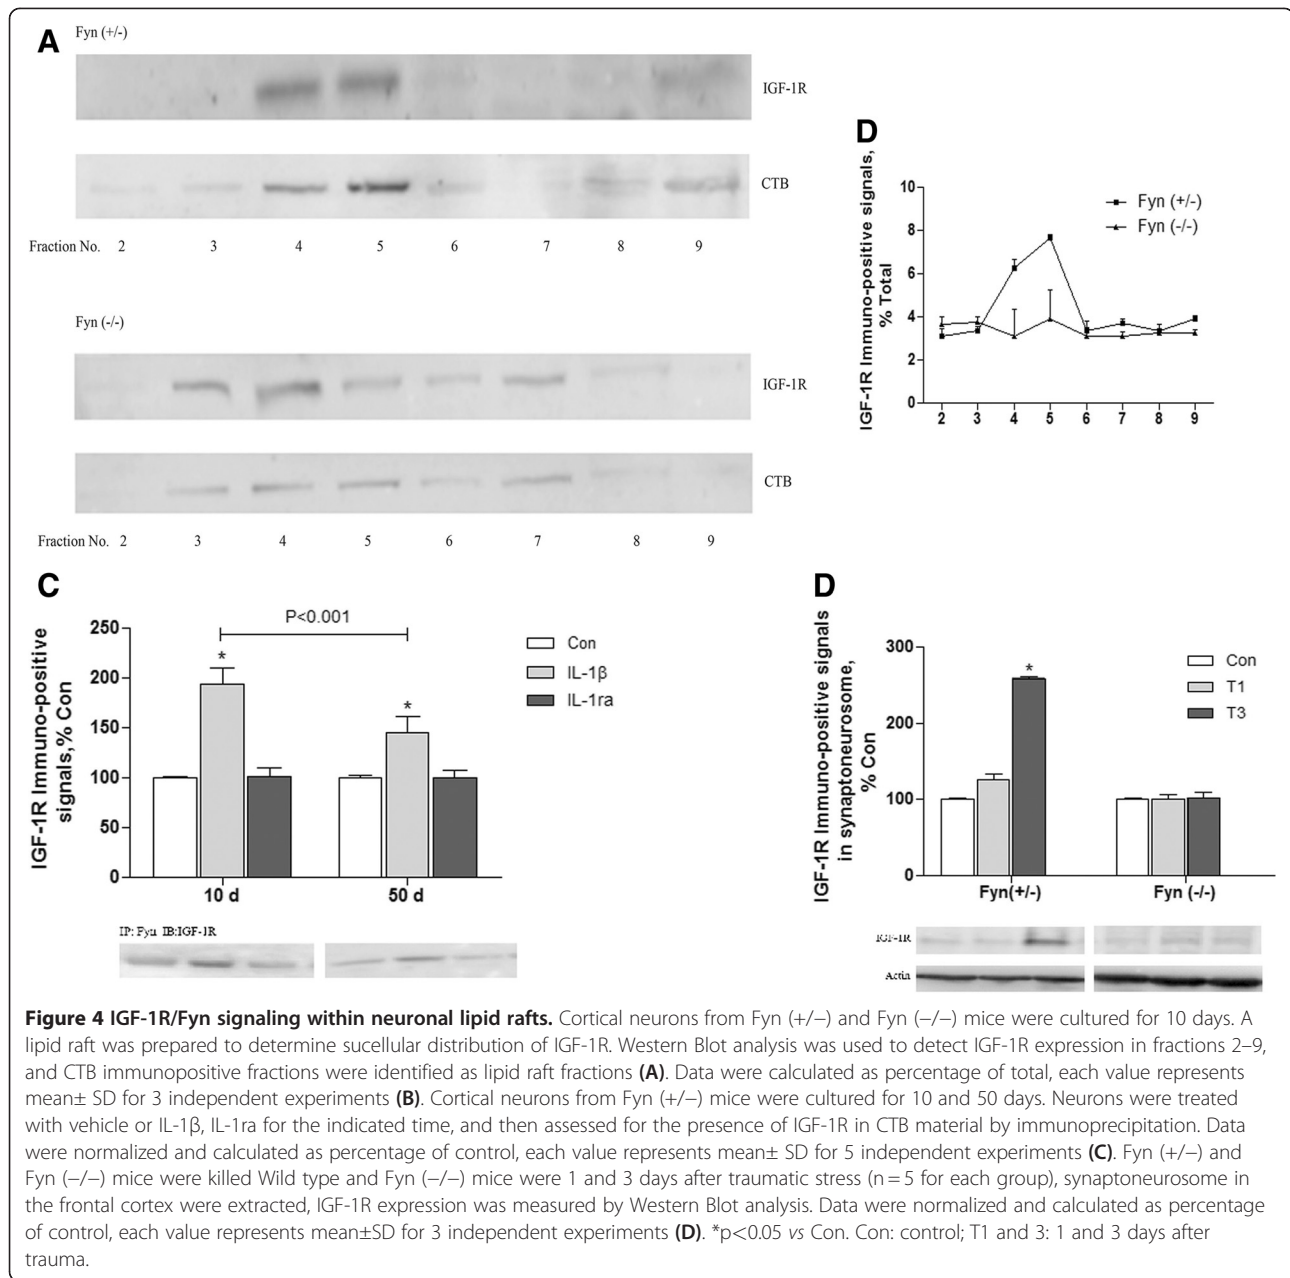 A
Fyn (+/-)
IGF-1R
CTB
Fraction No. 2 3 4 5 6 7 8 9
Fyn (-/-)
IGF-1R
CTB
Fraction No. 2 3 4 5 6 7 8 9
D
IGF-1R Immuno-positive signals,
% Total
10
8
6
4
2
0
Fyn (+/-)
Fyn (-/-)
2 3 4 5 6 7 8 9
C
IGF-1R Immuno-positive
signals,% Con
250
200
150
100
50
0
P<0.001
*
*
Con
IL-1β
IL-1ra
10 d 50 d
IP: Fyn IB:IGF-1R
D
IGF-1R Immuno-positive signals
in synaptoneurosome,
% Con
300
200
100
0
*
Con
T1
T3
Fyn(+/-) Fyn (-/-)
IGF-1R
Actin
Figure 4 IGF-1R/Fyn signaling within neuronal lipid rafts. Cortical neurons from Fyn (+/−) and Fyn (−/−) mice were cultured for 10 days. A
lipid raft was prepared to determine sucellular distribution of IGF-1R. Western Blot analysis was used to detect IGF-1R expression in fractions 2–9,
and CTB immunopositive fractions were identified as lipid raft fractions (A). Data were calculated as percentage of total, each value represents
mean± SD for 3 independent experiments (B). Cortical neurons from Fyn (+/−) mice were cultured for 10 and 50 days. Neurons were treated
with vehicle or IL-1β, IL-1ra for the indicated time, and then assessed for the presence of IGF-1R in CTB material by immunoprecipitation. Data
were normalized and calculated as percentage of control, each value represents mean± SD for 5 independent experiments (C). Fyn (+/−) and
Fyn (−/−) mice were killed Wild type and Fyn (−/−) mice were 1 and 3 days after traumatic stress (n = 5 for each group), synaptoneurosome in
the frontal cortex were extracted, IGF-1R expression was measured by Western Blot analysis. Data were normalized and calculated as percentage
of control, each value represents mean±SD for 3 independent experiments (D). *p<0.05 vs Con. Con: control; T1 and 3: 1 and 3 days after
trauma.